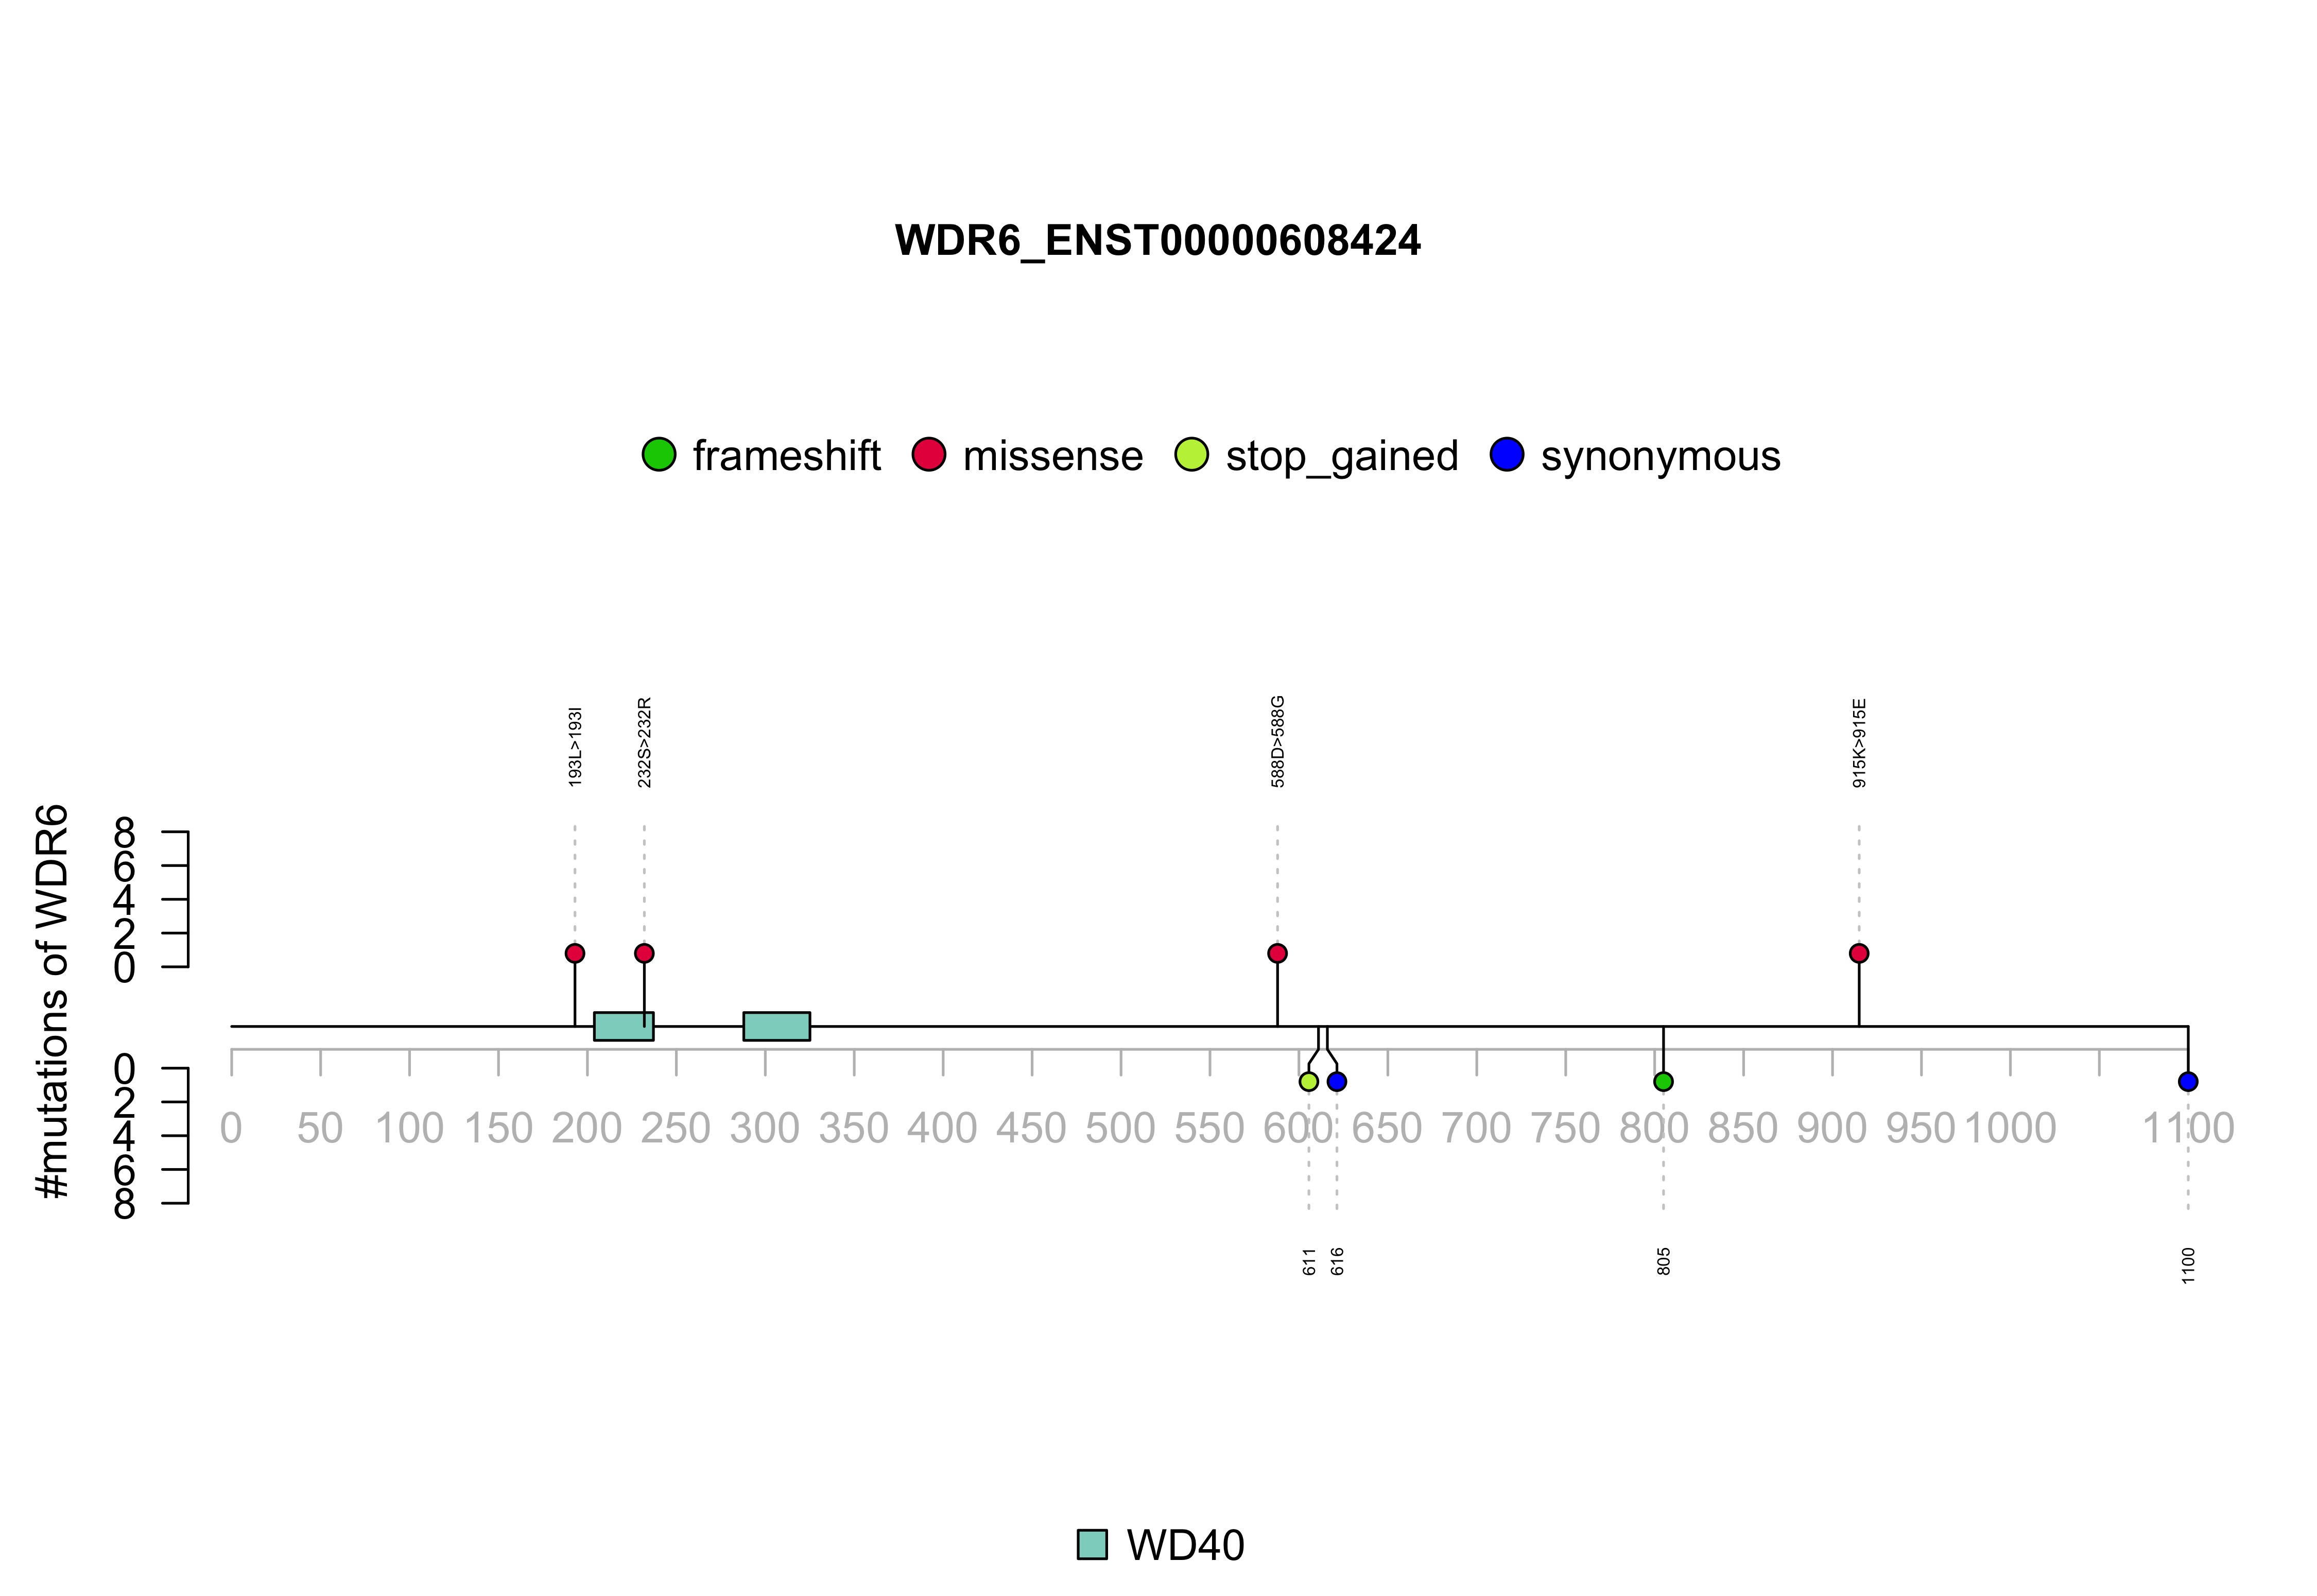 WDR6_ENST00000608424
frameshift missense stop_gained synonymous
193L>193I 232S>232R 588D>588G 915K>915E
#mutations of WDR6
8
6
4
2
0
0
2
4
6
8
0 50 100 150 200 250 300 350 400 450 500 550 600 650 700 750 800 850 900 950 1000 1100
611 616 805 1100
WD40